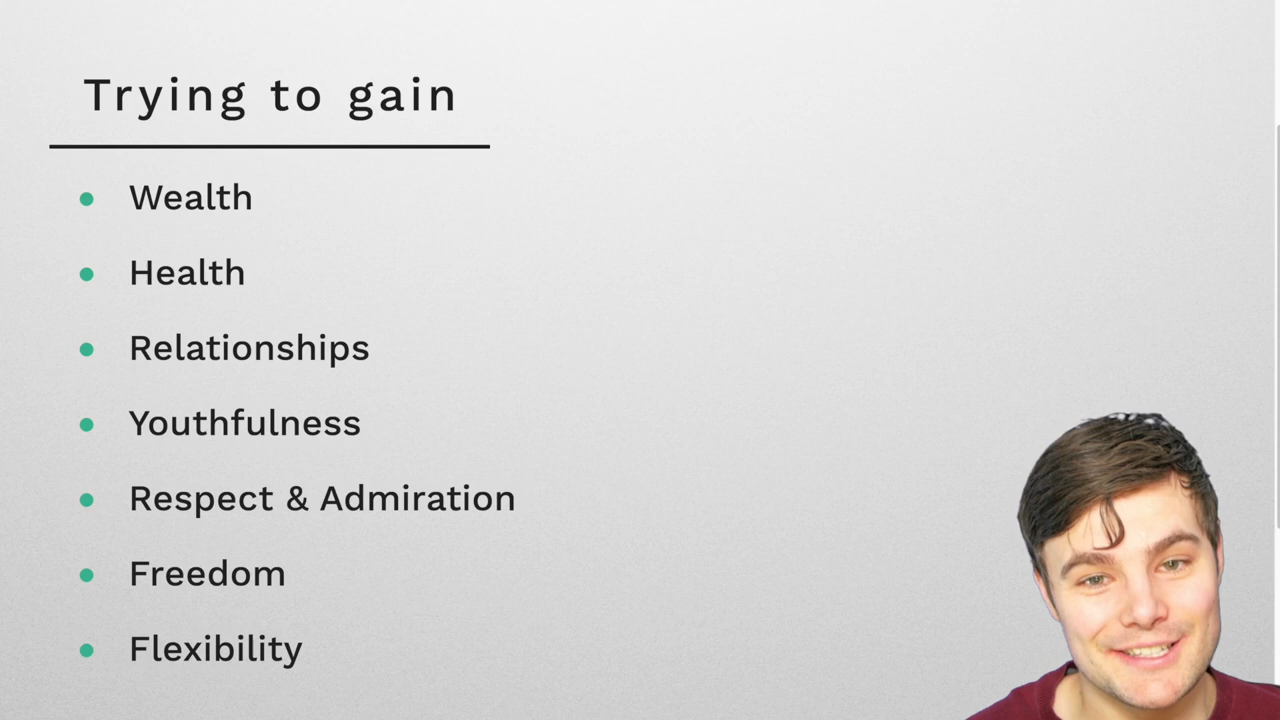 Trying to gain
Wealth
Health
Relationships
Youthfulness
Respect & Admiration
Freedom
Flexibility